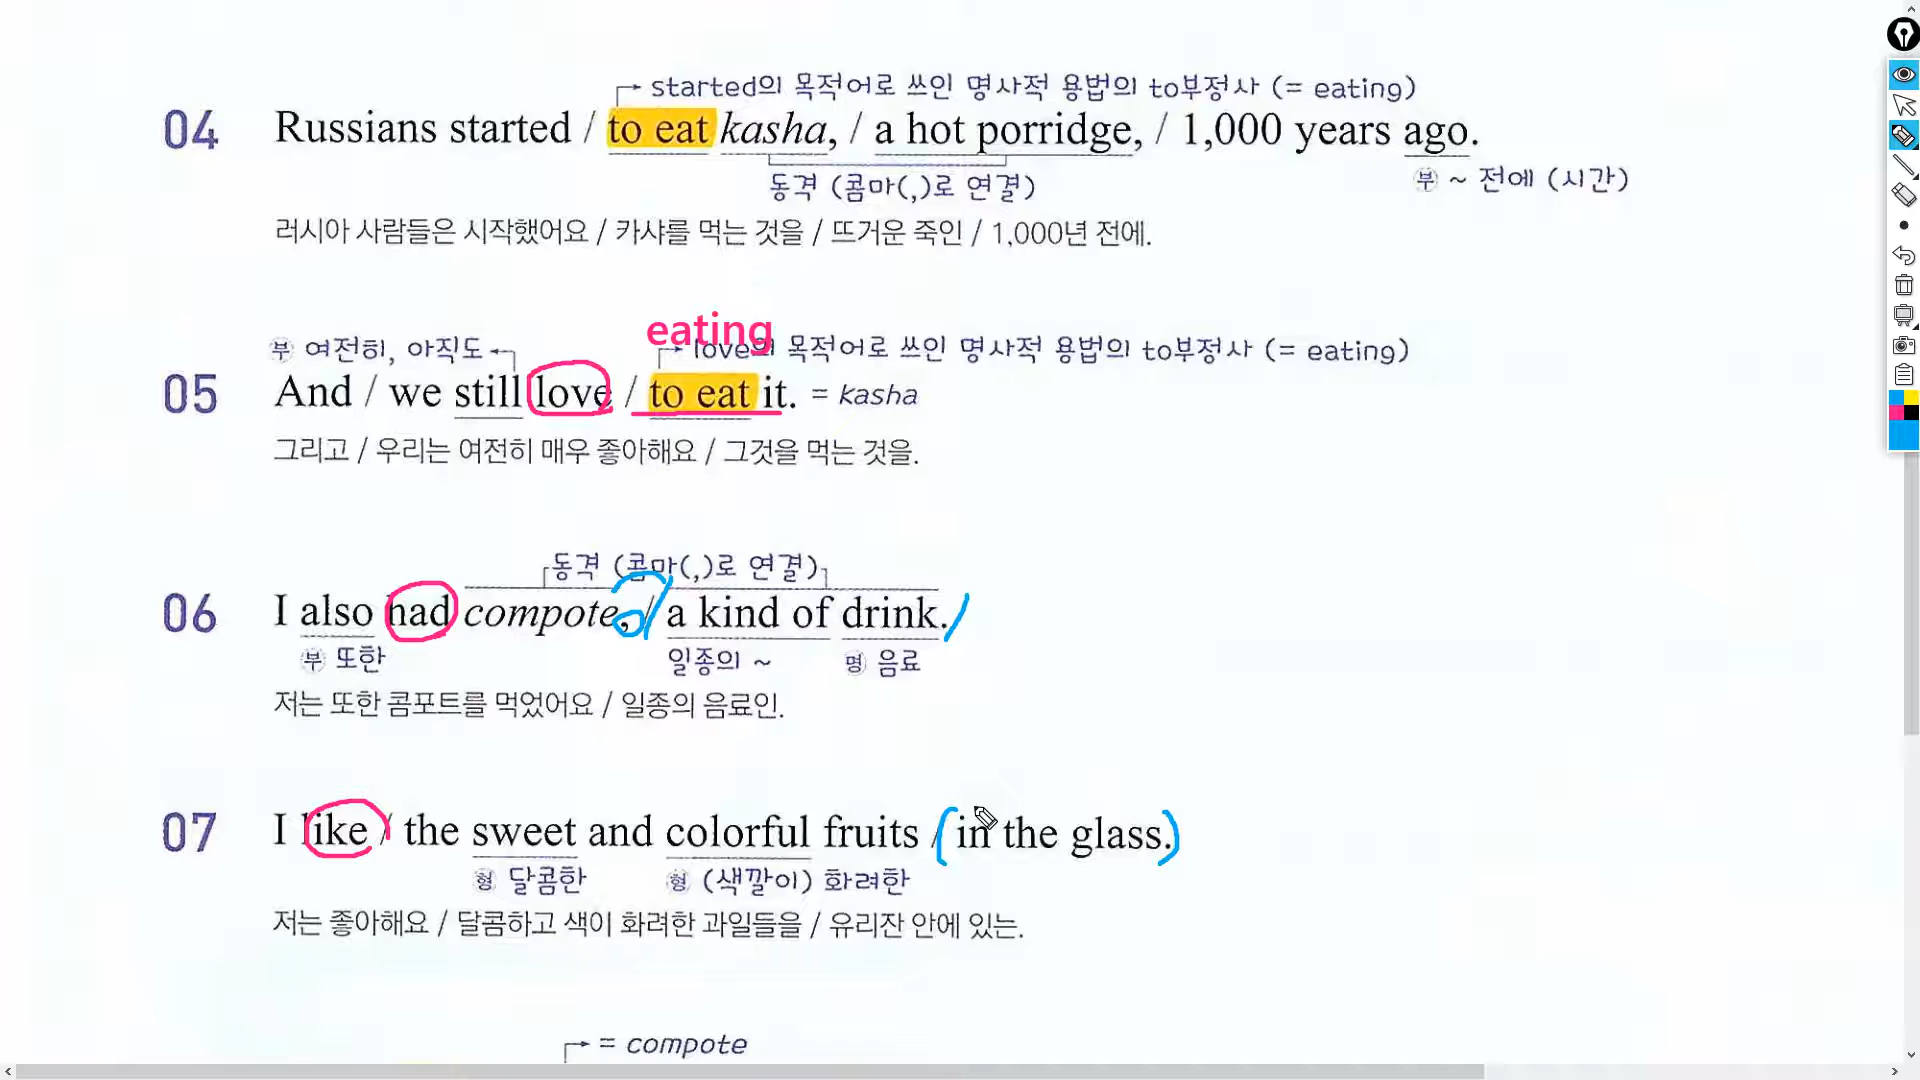 started의 목적어로 쓰인 명사적 용법의 to부정사 (= eating)
04 Russians started / to eat kasha, / a hot porridge, / 1,000 years ago.
동격 (콤마(,)로 연결) 부 ~ 전에 (시간)
러시아 사람들은 시작했어요 / 카샤를 먹는 것을 / 뜨거운 죽인 / 1,000년 전에.
eating
부 여전히, 아직도 love의 목적어로 쓰인 명사적 용법의 to부정사 (= eating)
05 And / we still love / to eat it. = kasha
그리고 / 우리는 여전히 매우 좋아해요 / 그것을 먹는 것을.
동격 (콤마(,)로 연결)
06 I also had compote, / a kind of drink. /
부 또한 일종의 ~ 명 음료
저는 또한 콤포트를 먹었어요 / 일종의 음료인.
07 I like / the sweet and colorful fruits / (in the glass.)
형 달콤한 형 (색깔이) 화려한
저는 좋아해요 / 달콤하고 색이 화려한 과일들을 / 유리잔 안에 있는.
= compote